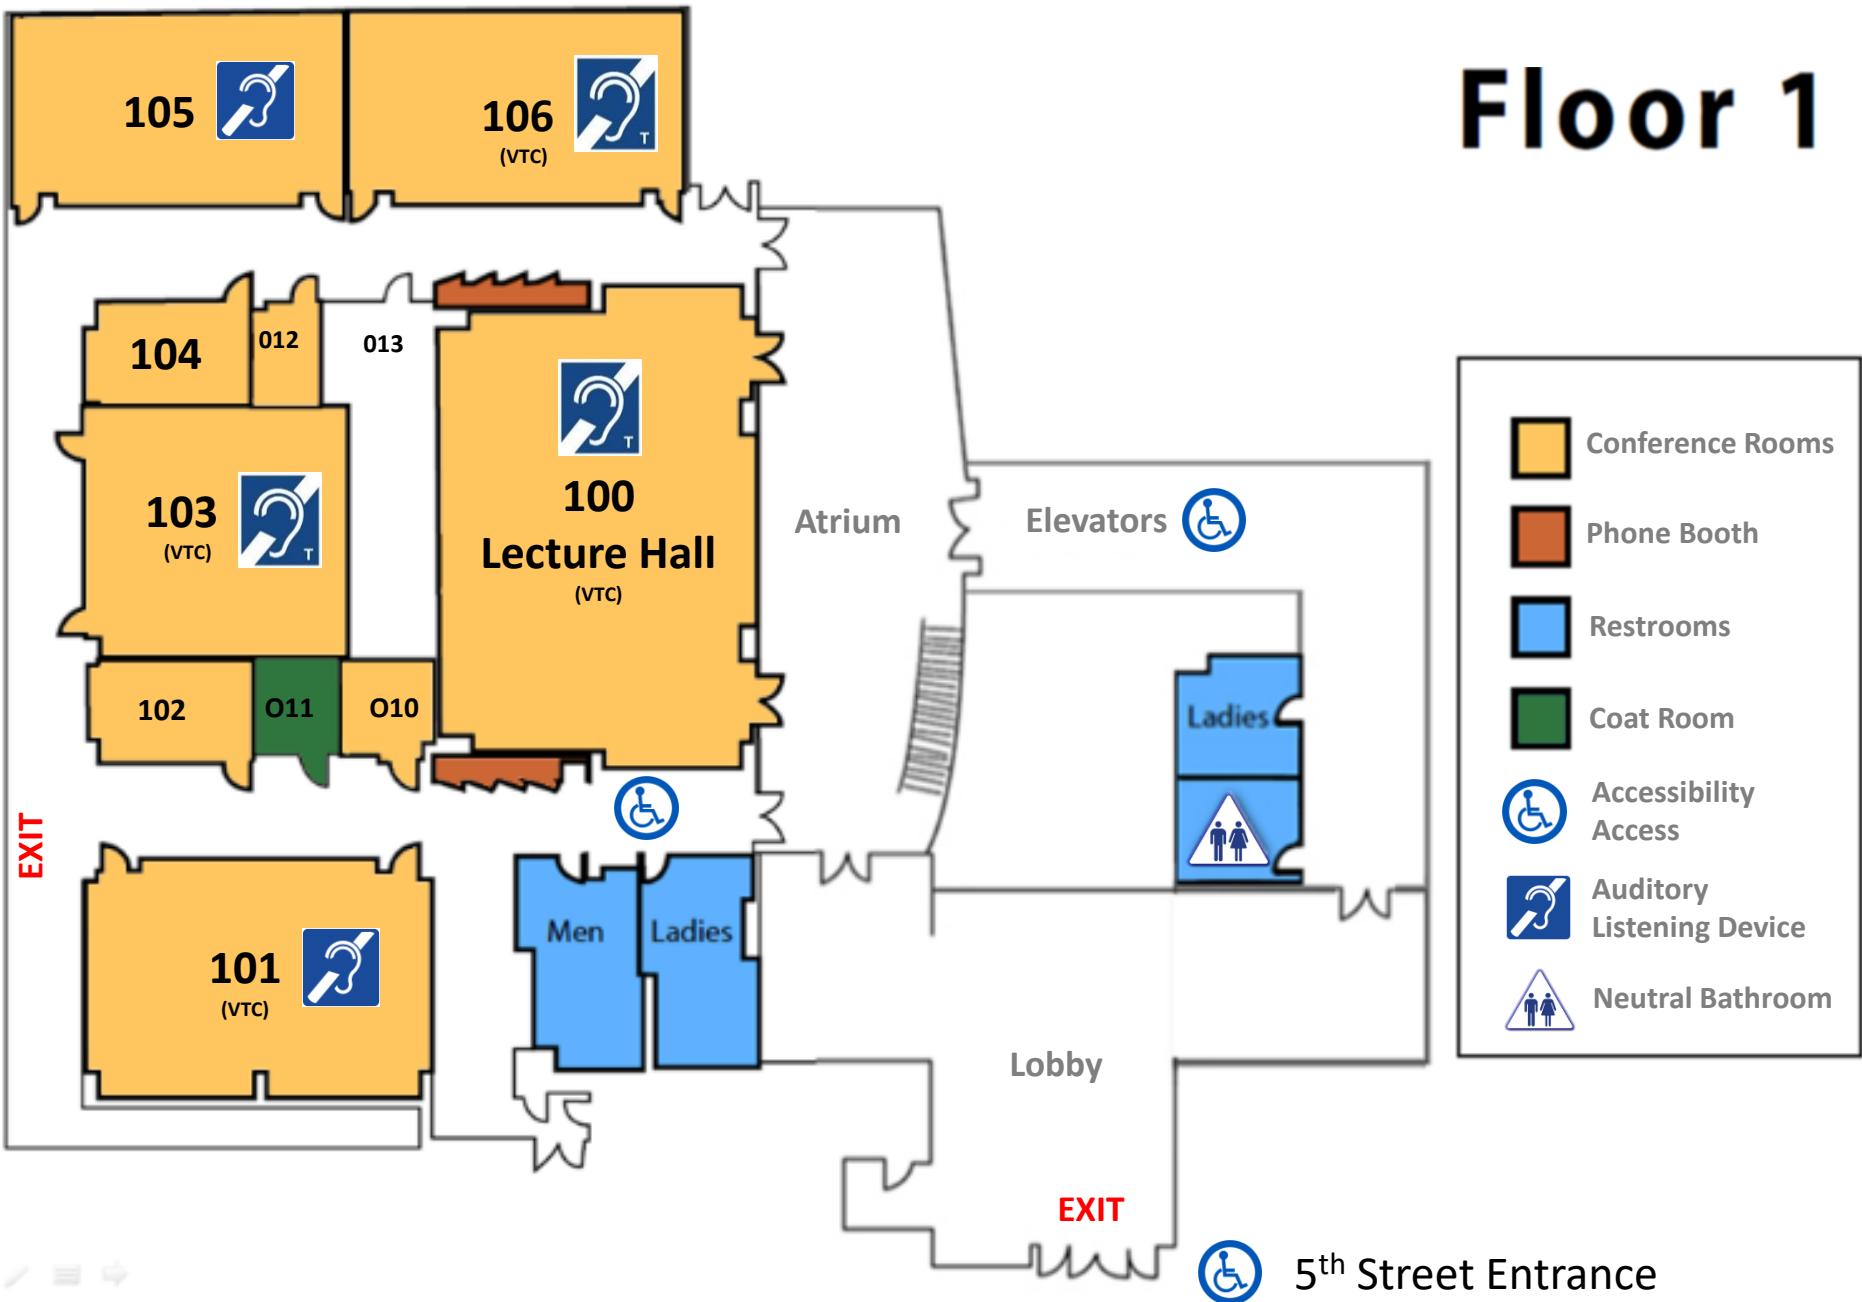 Floor 1
105
106
(VTC)
T
104
012
013
T
100
Lecture Hall
(VTC)
103
(VTC)
T
Atrium
Elevators
102
O11
O10
Ladies
EXIT
Men
Ladies
101
(VTC)
Lobby
EXIT
5th Street Entrance
Conference Rooms
Phone Booth
Restrooms
Coat Room
Accessibility
Access
Auditory
Listening Device
Neutral Bathroom